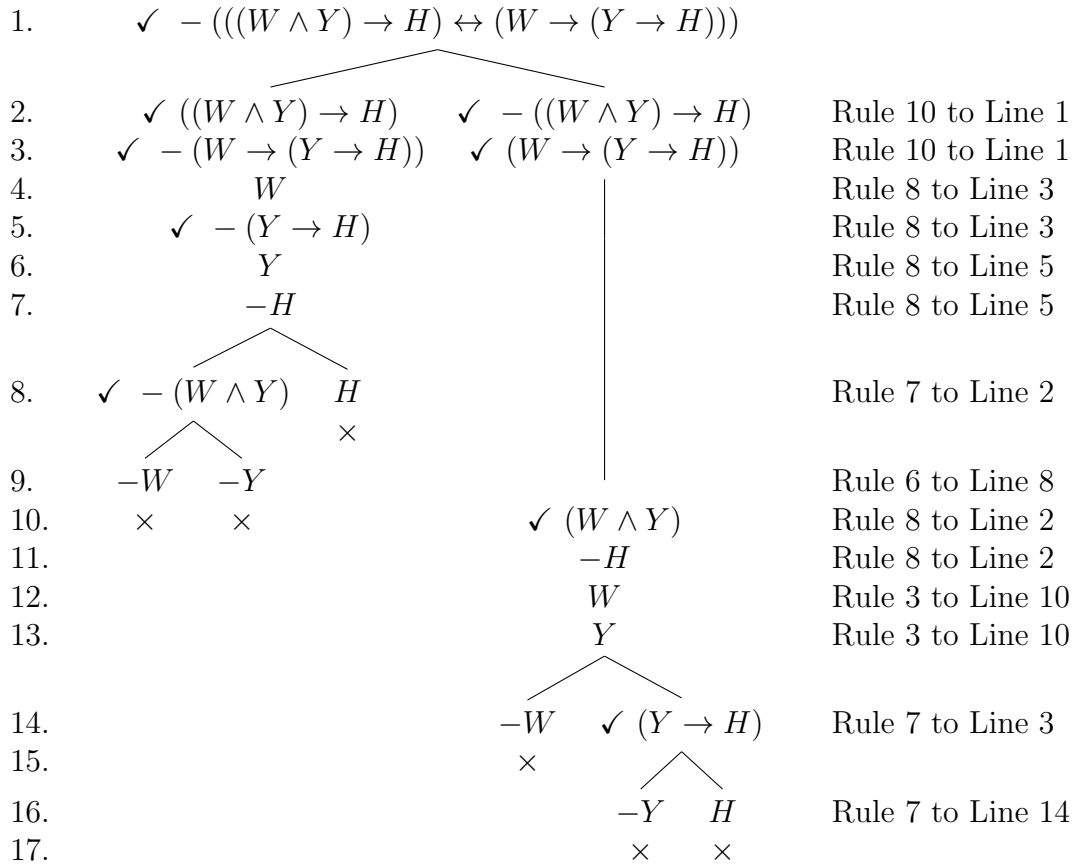 1. ✓ − (((W ∧ Y) → H) ↔ (W → (Y → H)))
2. ✓ ((W ∧ Y) → H) ✓ − ((W ∧ Y) → H) Rule 10 to Line 1
3. ✓ − (W → (Y → H)) ✓ (W → (Y → H)) Rule 10 to Line 1
4. W Rule 8 to Line 3
5. ✓ − (Y → H) Rule 8 to Line 3
6. Y Rule 8 to Line 5
7. −H Rule 8 to Line 5
8. ✓ − (W ∧ Y) H Rule 7 to Line 2
×
9. −W −Y Rule 6 to Line 8
10. × × ✓ (W ∧ Y) Rule 8 to Line 2
11. −H Rule 8 to Line 2
12. W Rule 3 to Line 10
13. Y Rule 3 to Line 10
14. −W ✓ (Y → H) Rule 7 to Line 3
15. ×
16. −Y H Rule 7 to Line 14
17. × ×